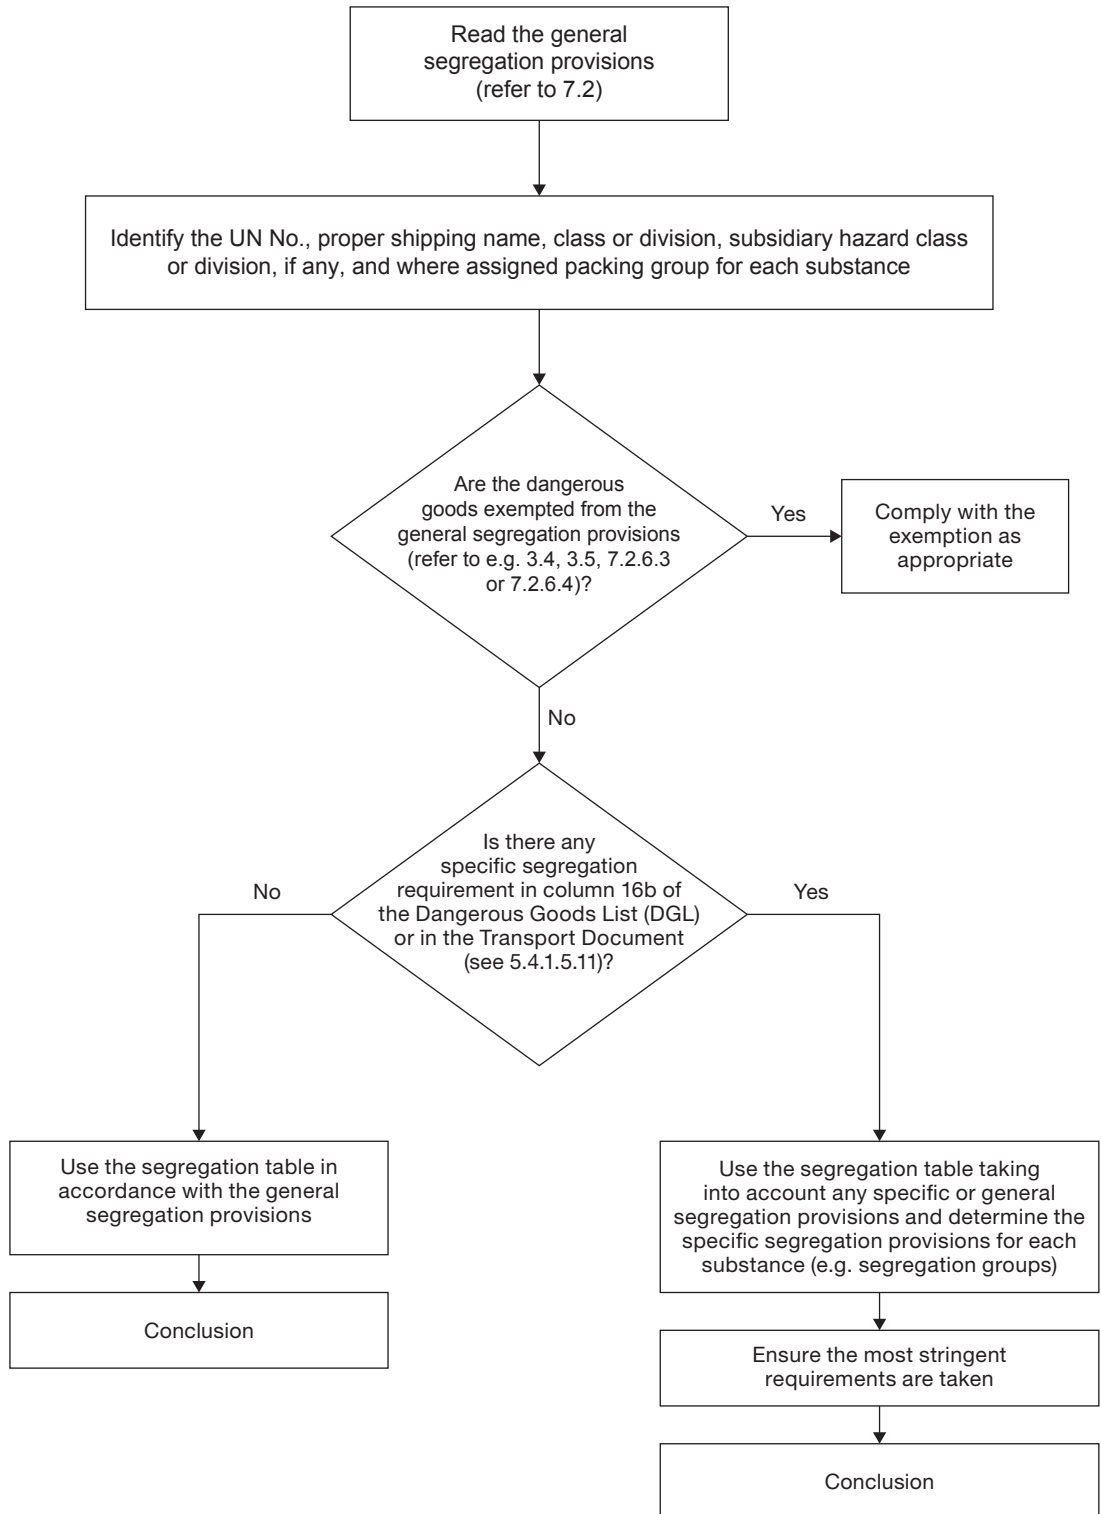 Read the general
segregation provisions
(refer to 7.2)
Identify the UN No., proper shipping name, class or division, subsidiary hazard class
or division, if any, and where assigned packing group for each substance
Are the dangerous
goods exempted from the
general segregation provisions
(refer to e.g. 3.4, 3.5, 7.2.6.3
or 7.2.6.4)?
Yes
Comply with the
exemption as
appropriate
No
Is there any
specific segregation
requirement in column 16b of
the Dangerous Goods List (DGL)
or in the Transport Document
(see 5.4.1.5.11)?
No
Yes
Use the segregation table in
accordance with the general
segregation provisions
Conclusion
Use the segregation table taking
into account any specific or general
segregation provisions and determine the
specific segregation provisions for each
substance (e.g. segregation groups)
Ensure the most stringent
requirements are taken
Conclusion